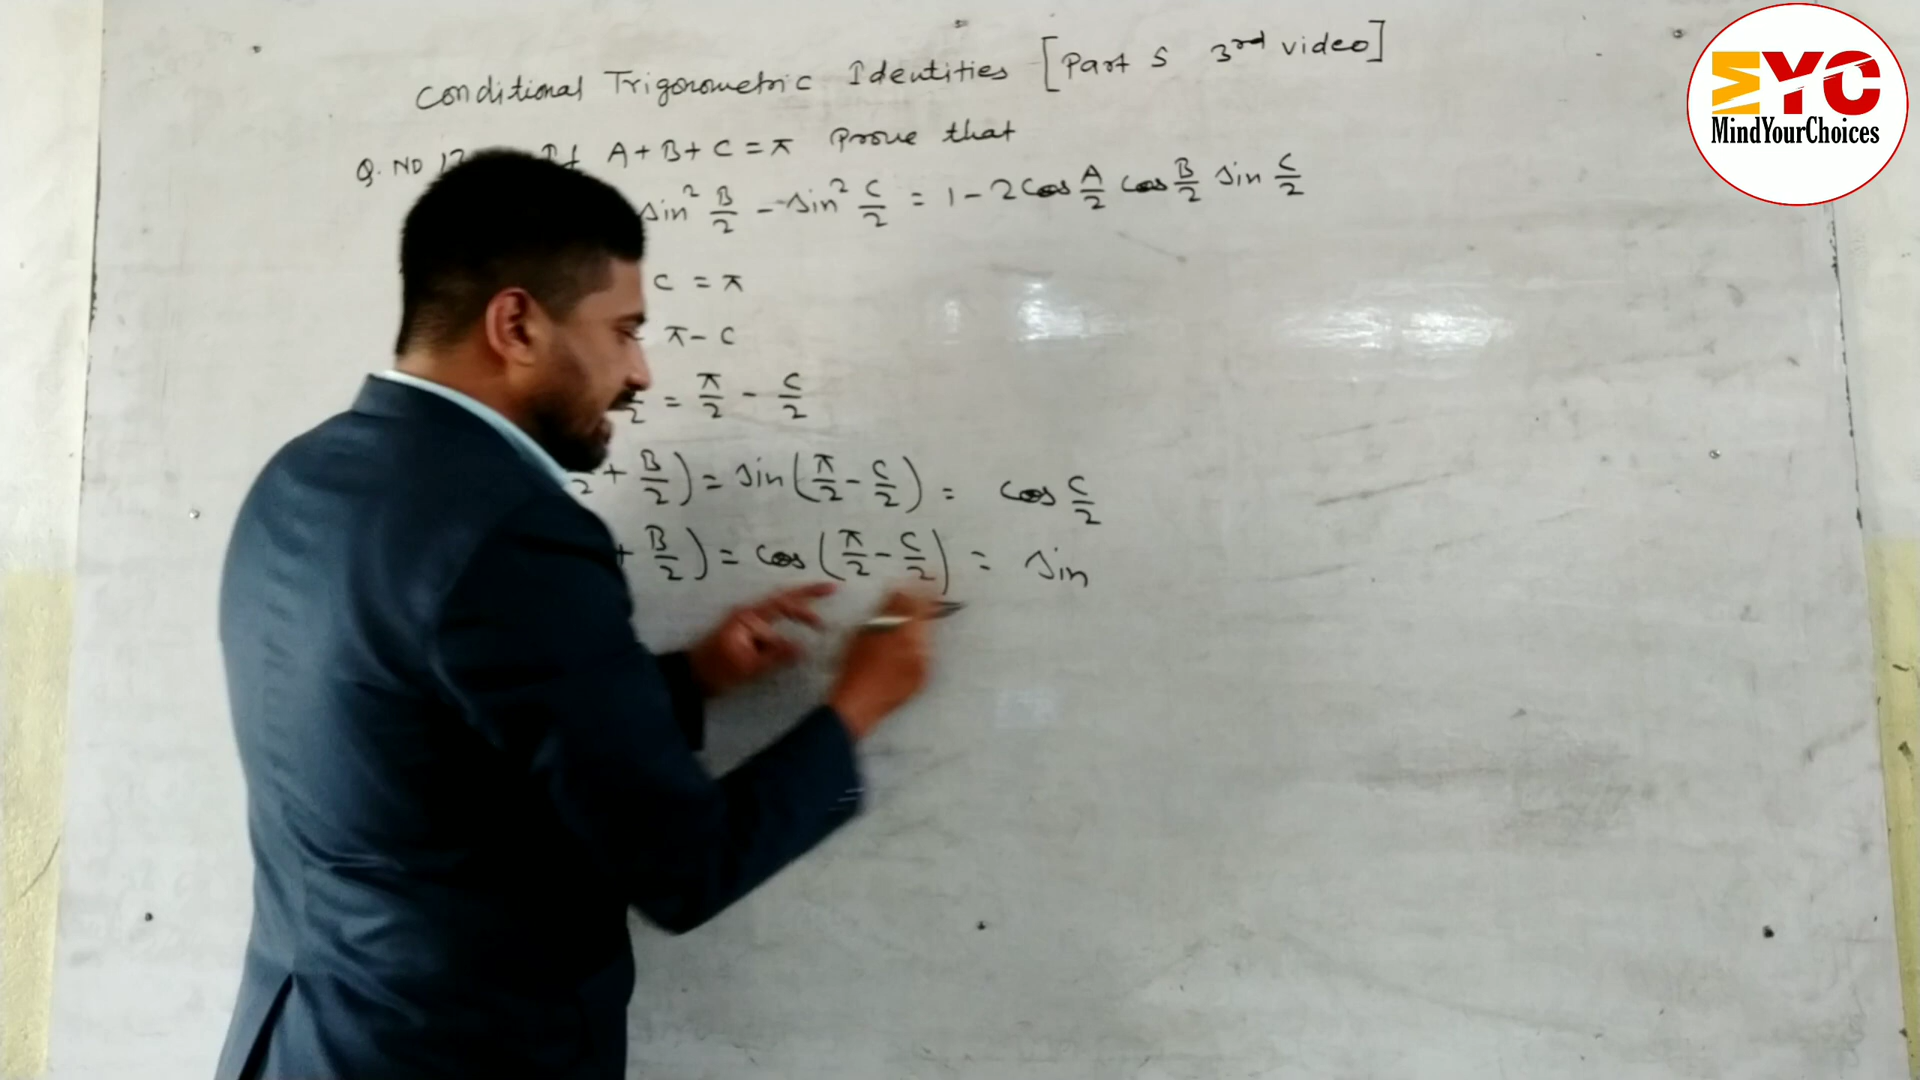 Conditional Trigonometric Identities [Part 5 3rd video]
Q. NO If A + B + C = π Prove that
sin² B/2 - sin² C/2 = 1 - 2 cos A/2 cos B/2 sin C/2
C = π
π - C
2 = π/2 - C/2
2 + B/2) = sin(π/2 - C/2) = cos C/2
+ B/2) = cos(π/2 - C/2) = sin
MYC
MindYourChoices